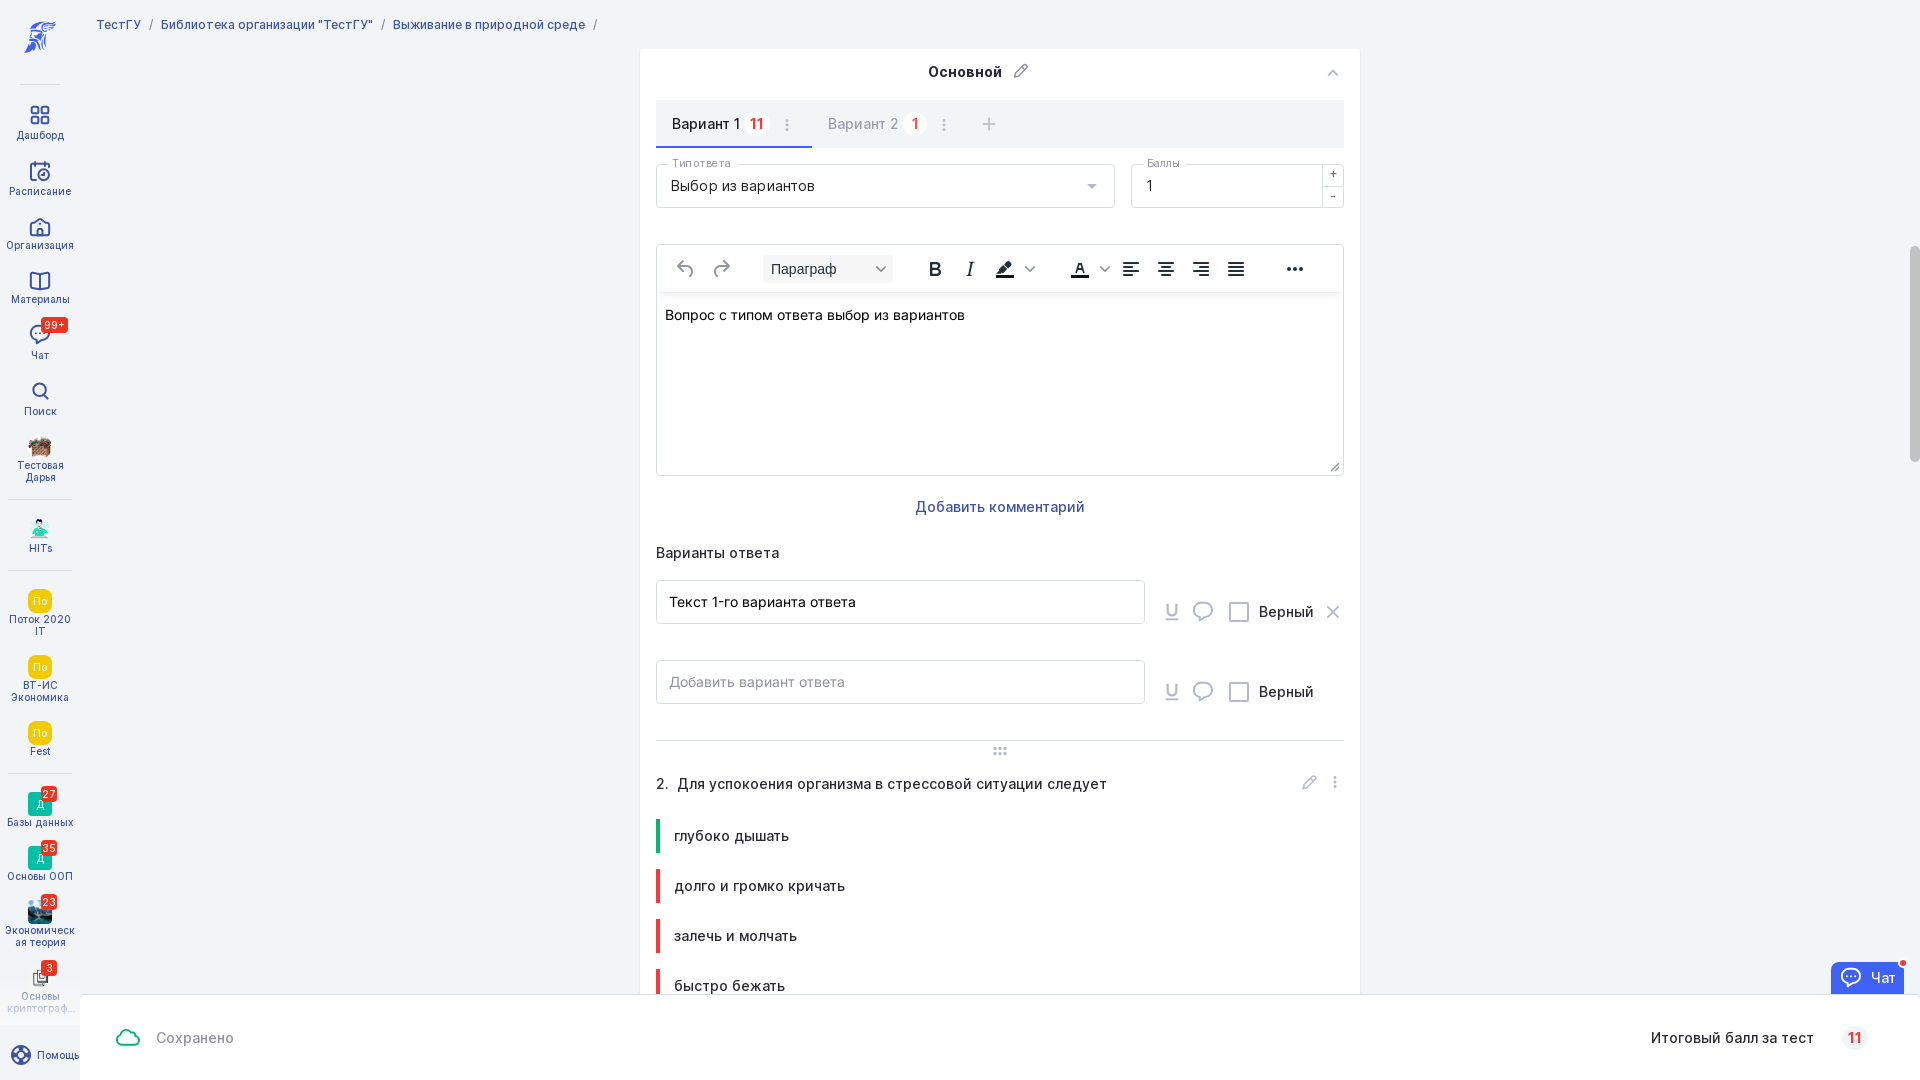 ТестГУ / Библиотека организации "ТестГУ" / Выживание в природной среде /
Дашборд
Расписание
Организация
Материалы
99+
Чат
Поиск
Тестовая
Дарья
HITs
По
Поток 2020
IT
По
ВТ-ИС
Экономика
По
Fest
27
Д
Базы данных
35
Д
Основы ООП
23
Экономическ
ая теория
3
Основы
криптограф...
Помощь
Основной
Вариант 1 11 Вариант 2 1 +
Тип ответа
Выбор из вариантов
Баллы
1
+
-
Параграф B I A
Вопрос с типом ответа выбор из вариантов
Добавить комментарий
Варианты ответа
Текст 1-го варианта ответа
Верный
Добавить вариант ответа
Верный
2. Для успокоения организма в стрессовой ситуации следует
глубоко дышать
долго и громко кричать
залечь и молчать
быстро бежать
Чат
Сохранено
Итоговый балл за тест 11